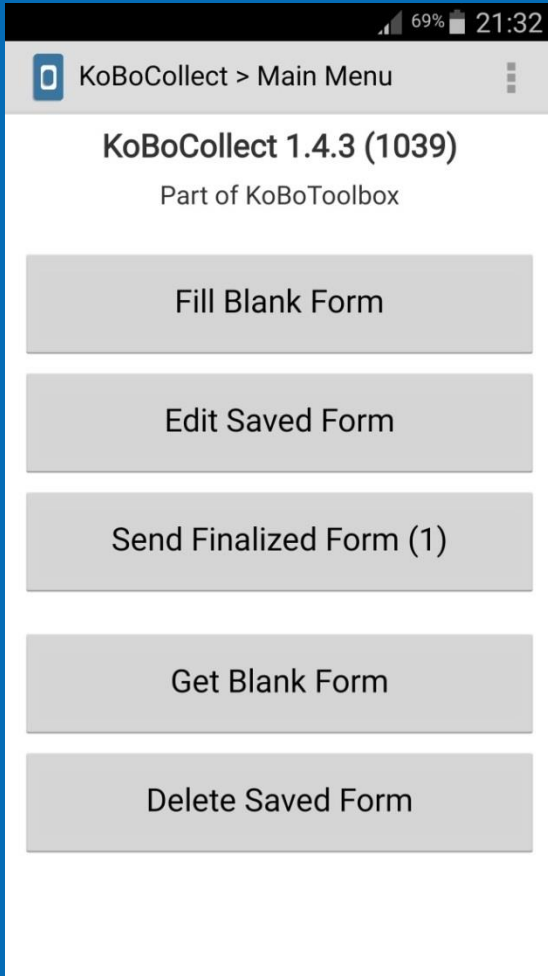 69% 21:32
KoBoCollect > Main Menu
KoBoCollect 1.4.3 (1039)
Part of KoBoToolbox
Fill Blank Form
Edit Saved Form
Send Finalized Form (1)
Get Blank Form
Delete Saved Form